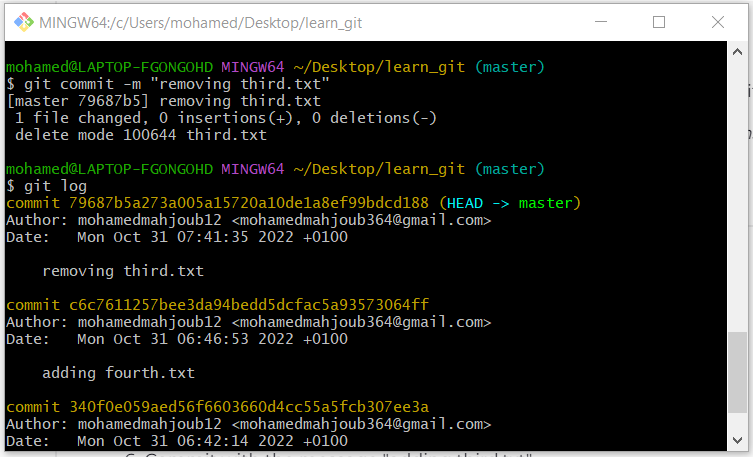 MINGW64:/c/Users/mohamed/Desktop/learn_git
mohamed@LAPTOP-FGONGOHD MINGW64 ~/Desktop/learn_git (master)
$ git commit -m "removing third.txt"
[master 79687b5] removing third.txt
 1 file changed, 0 insertions(+), 0 deletions(-)
 delete mode 100644 third.txt
mohamed@LAPTOP-FGONGOHD MINGW64 ~/Desktop/learn_git (master)
$ git log
commit 79687b5a273a005a15720a10de1a8ef99bdcd188 (HEAD -> master)
Author: mohamedmahjoub12 <mohamedmahjoub364@gmail.com>
Date:   Mon Oct 31 07:41:35 2022 +0100
    removing third.txt
commit c6c7611257bee3da94bedd5dcfac5a93573064ff
Author: mohamedmahjoub12 <mohamedmahjoub364@gmail.com>
Date:   Mon Oct 31 06:46:53 2022 +0100
    adding fourth.txt
commit 340f0e059aed56f6603660d4cc55a5fcb307ee3a
Author: mohamedmahjoub12 <mohamedmahjoub364@gmail.com>
Date:   Mon Oct 31 06:42:14 2022 +0100